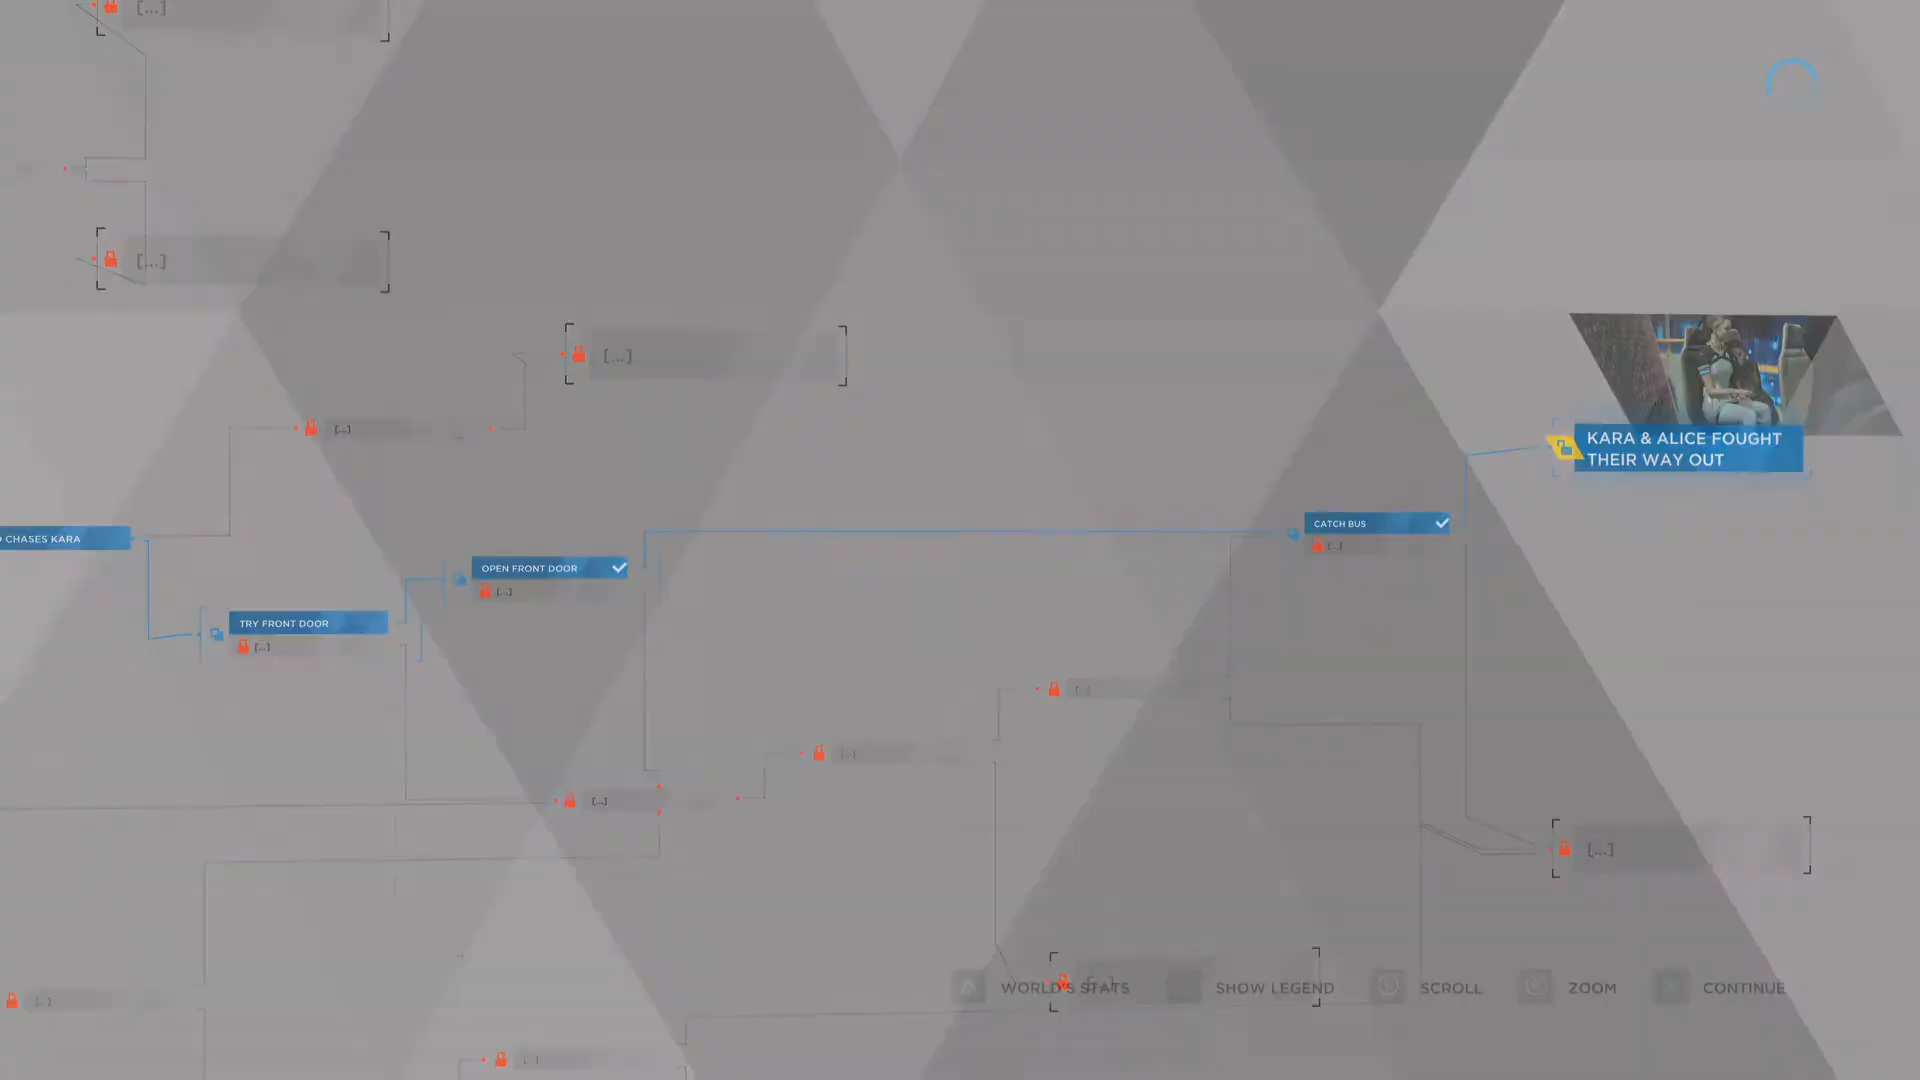 [...]
[...]
[...]
[...]
KARA & ALICE FOUGHT
THEIR WAY OUT
CATCH BUS
[...]
CHASES KARA
OPEN FRONT DOOR
[...]
TRY FRONT DOOR
[...]
[...]
[...]
[...]
[...]
[...]
WORLD'S STATS
SHOW LEGEND
SCROLL
ZOOM
CONTINUE
[...]
[...]